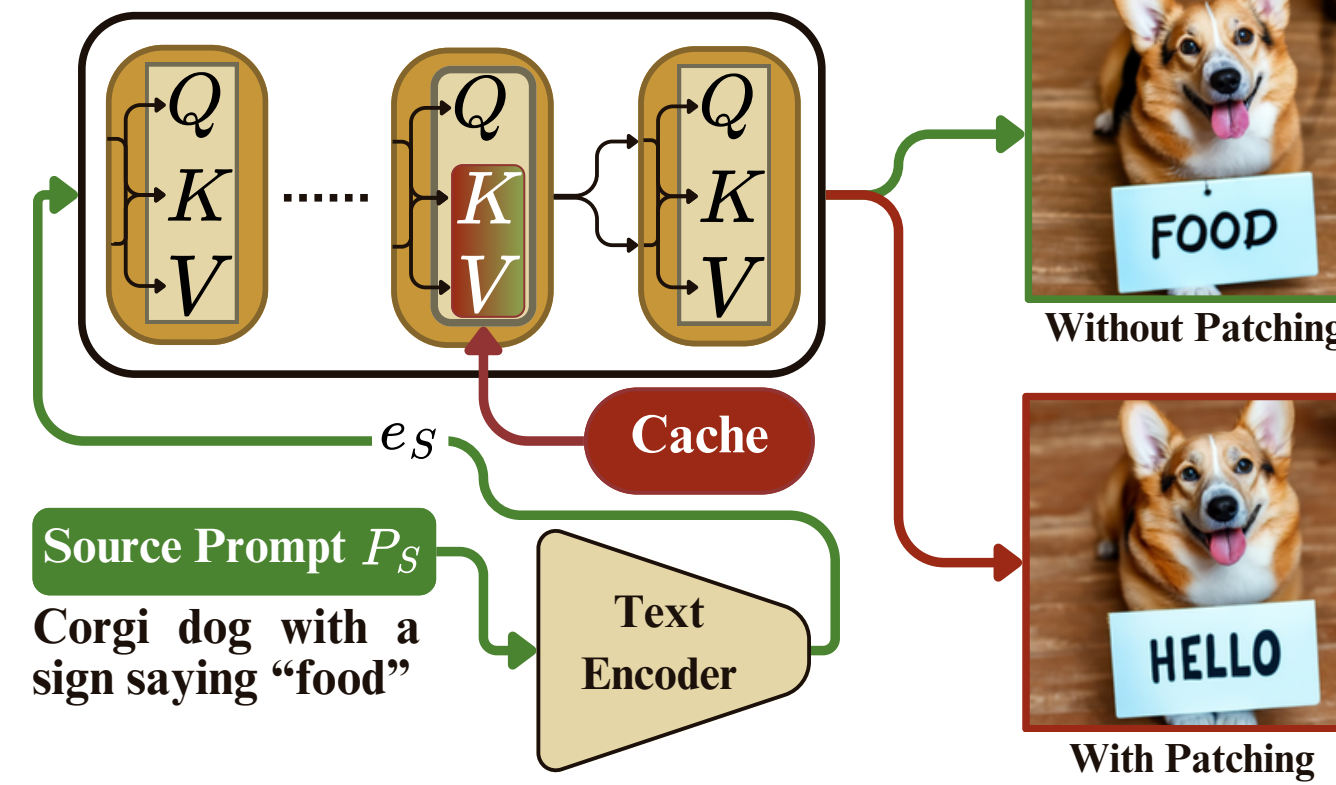 Q
K
V
......
Q
K
V
Q
K
V
FOOD
Without Patching
Cache
e_S
Source Prompt P_S
Corgi dog with a
sign saying “food”
Text
Encoder
HELLO
With Patching